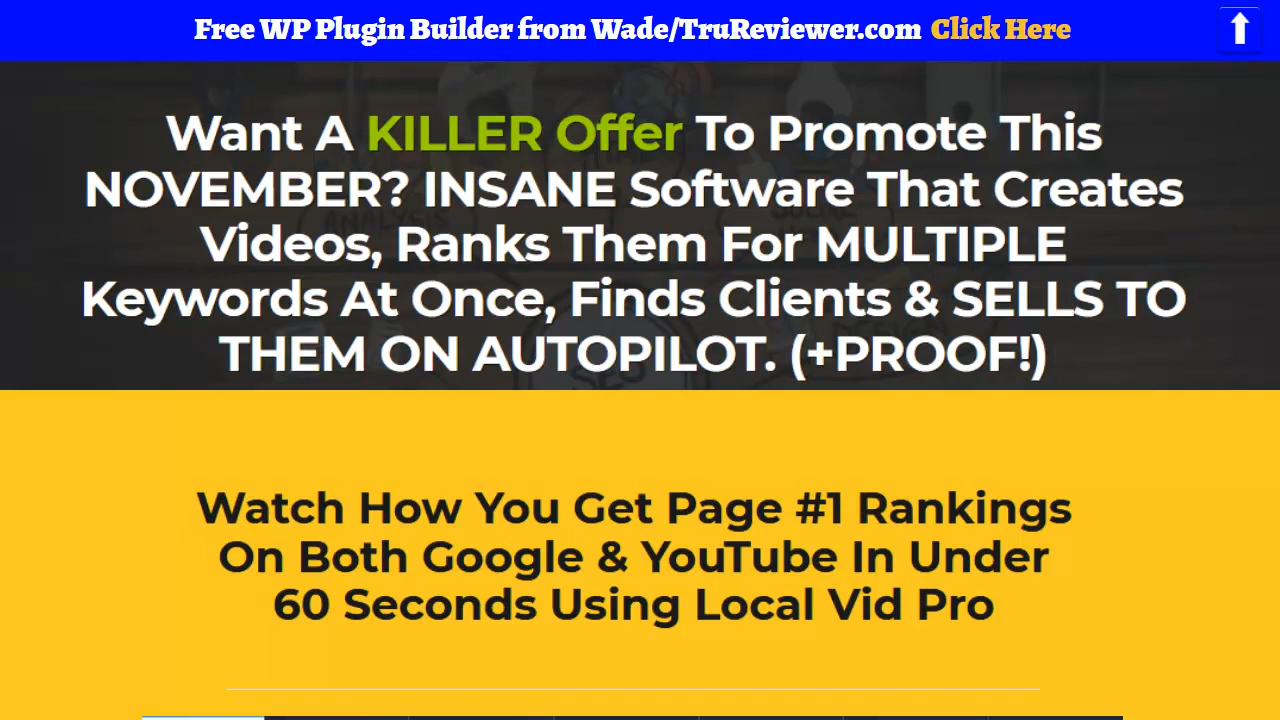 Free WP Plugin Builder from Wade/TruReviewer.com Click Here
Want A KILLER Offer To Promote This
NOVEMBER? INSANE Software That Creates
Videos, Ranks Them For MULTIPLE
Keywords At Once, Finds Clients & SELLS TO
THEM ON AUTOPILOT. (+PROOF!)
Watch How You Get Page #1 Rankings
On Both Google & YouTube In Under
60 Seconds Using Local Vid Pro